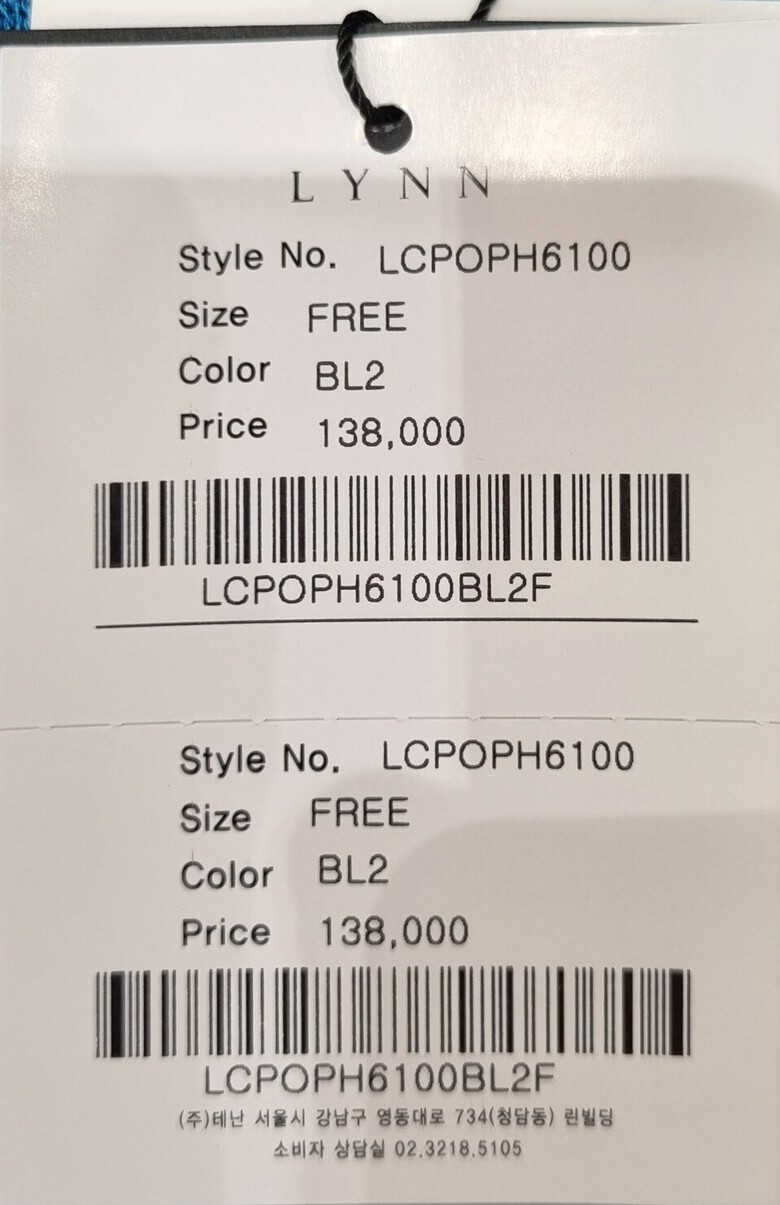 LYNN
Style No. LCPOPH6100
Size FREE
Color BL2
Price 138,000
LCPOPH6100BL2F
Style No. LCPOPH6100
Size FREE
Color BL2
Price 138,000
LCPOPH6100BL2F
(주)테난 서울시 강남구 영동대로 734(청담동) 린빌딩
소비자 상담실 02.3218.5105